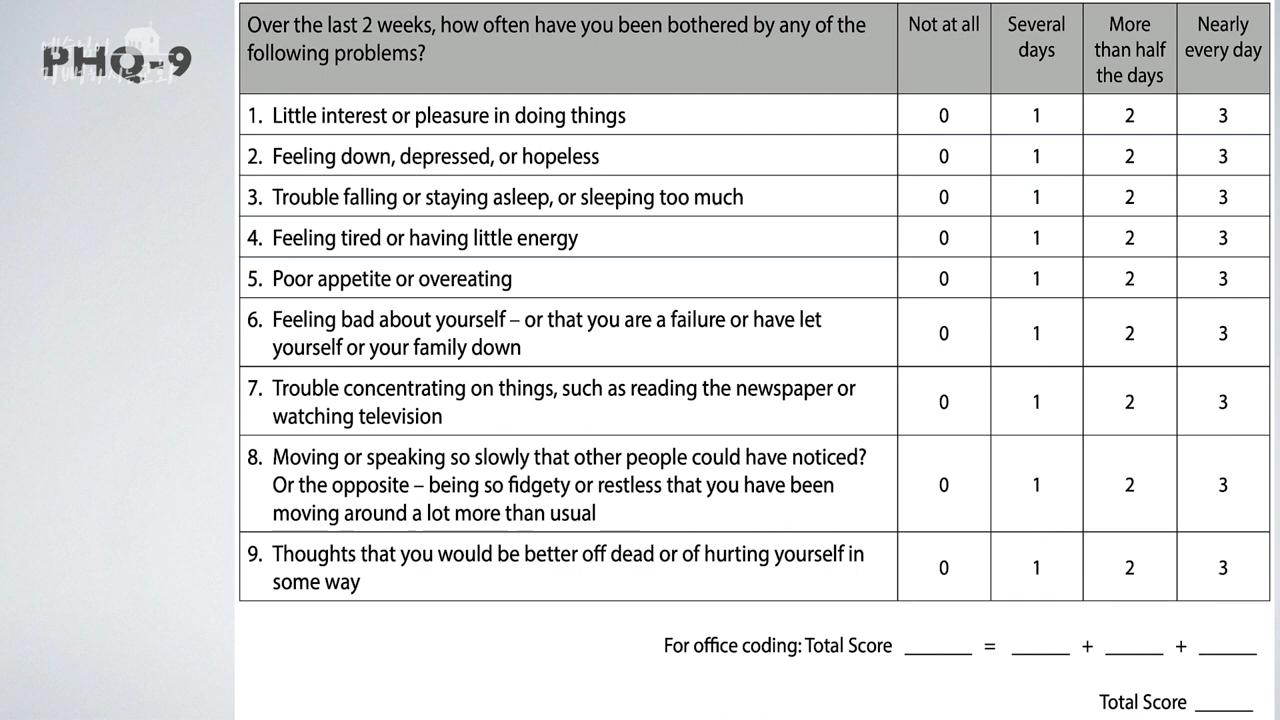 PHQ-9
Over the last 2 weeks, how often have you been bothered by any of the
following problems?
Not at all
Several
days
More
than half
the days
Nearly
every day
1. Little interest or pleasure in doing things 0 1 2 3
2. Feeling down, depressed, or hopeless 0 1 2 3
3. Trouble falling or staying asleep, or sleeping too much 0 1 2 3
4. Feeling tired or having little energy 0 1 2 3
5. Poor appetite or overeating 0 1 2 3
6. Feeling bad about yourself – or that you are a failure or have let
yourself or your family down 0 1 2 3
7. Trouble concentrating on things, such as reading the newspaper or
watching television 0 1 2 3
8. Moving or speaking so slowly that other people could have noticed?
Or the opposite – being so fidgety or restless that you have been
moving around a lot more than usual 0 1 2 3
9. Thoughts that you would be better off dead or of hurting yourself in
some way 0 1 2 3
For office coding: Total Score ______ = ______ + ______ + ______
Total Score ______